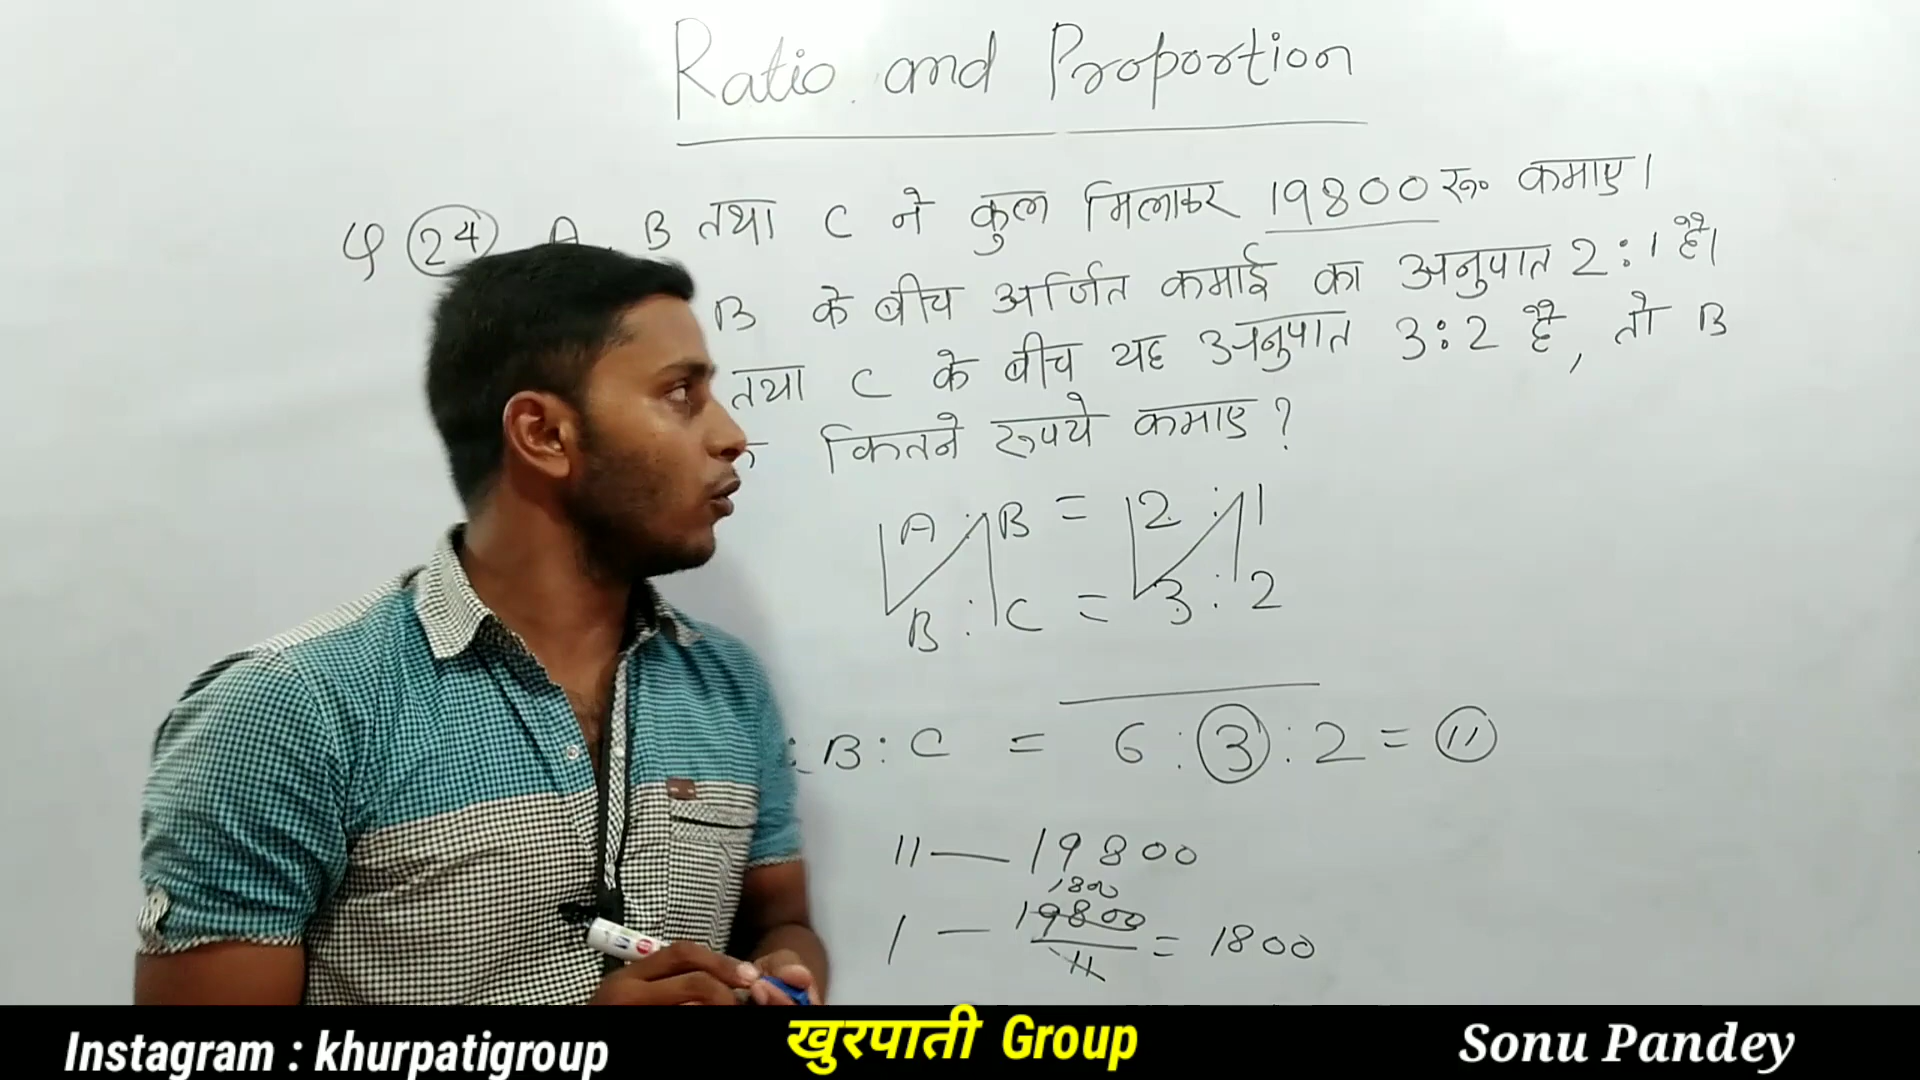 Ratio and Proportion
Q 24 A, B तथा C ने कुल मिलाकर 19800 रू० कमाए।
B के बीच अर्जित कमाई का अनुपात 2:1 है।
तथा C के बीच यह अनुपात 3:2 है, तो B
कितने रुपये कमाए ?
A : B = 2 : 1
B : C = 3 : 2
: B : C = 6 : 3 : 2 = 11
11 — 19800
1800
1 — 19800/11 = 1800
Instagram : khurpatigroup
खुरपाती Group
Sonu Pandey